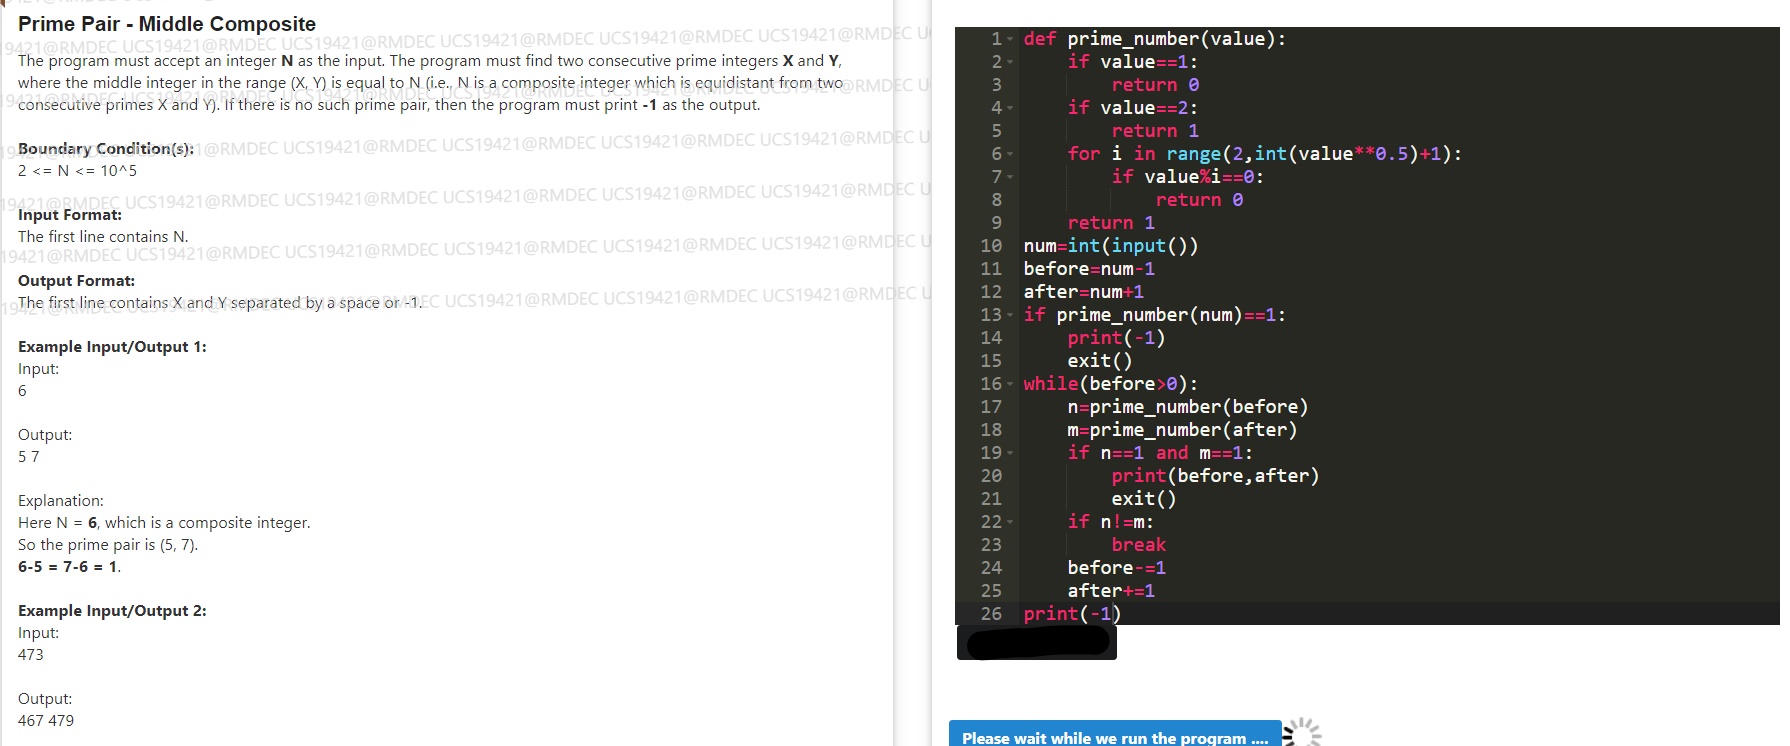 Prime Pair - Middle Composite
The program must accept an integer N as the input. The program must find two consecutive prime integers X and Y,
where the middle integer in the range (X, Y) is equal to N (i.e., N is a composite integer which is equidistant from two
consecutive primes X and Y). If there is no such prime pair, then the program must print -1 as the output.
Boundary Condition(s):
2 <= N <= 10^5
Input Format:
The first line contains N.
Output Format:
The first line contains X and Y separated by a space or -1.
Example Input/Output 1:
Input:
6
Output:
5 7
Explanation:
Here N = 6, which is a composite integer.
So the prime pair is (5, 7).
6-5 = 7-6 = 1.
Example Input/Output 2:
Input:
473
Output:
467 479
19421@RMDEC UCS19421@RMDEC UCS19421@RMDEC UCS19421@RMDEC UCS19421@RMDEC UCS19421@RMDEC U
1 def prime_number(value):
2 if value==1:
3 return 0
4 if value==2:
5 return 1
6 for i in range(2,int(value**0.5)+1):
7 if value%i==0:
8 return 0
9 return 1
10 num=int(input())
11 before=num-1
12 after=num+1
13 if prime_number(num)==1:
14 print(-1)
15 exit()
16 while(before>0):
17 n=prime_number(before)
18 m=prime_number(after)
19 if n==1 and m==1:
20 print(before,after)
21 exit()
22 if n!=m:
23 break
24 before-=1
25 after+=1
26 print(-1)
Please wait while we run the program ....